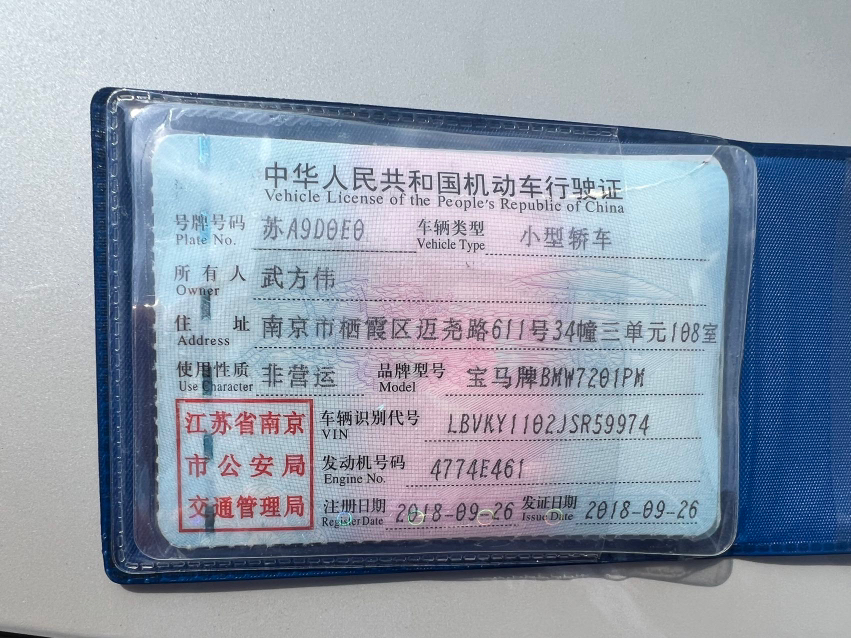 中华人民共和国机动车行驶证
Vehicle License of the People's Republic of China
号牌号码 苏A9D0E0 车辆类型 小型轿车
Plate No. Vehicle Type
所有人 武方伟
Owner
住址 南京市栖霞区迈尧路611号34幢三单元108室
Address
使用性质 非营运 品牌型号 宝马牌BMW7201PM
Use Character Model
江苏省南京
市公安局
交通管理局
车辆识别代号 LBVKY1102JSR59974
VIN
发动机号码 4774E461
Engine No.
注册日期 2018-09-26 发证日期 2018-09-26
Register Date Issue Date